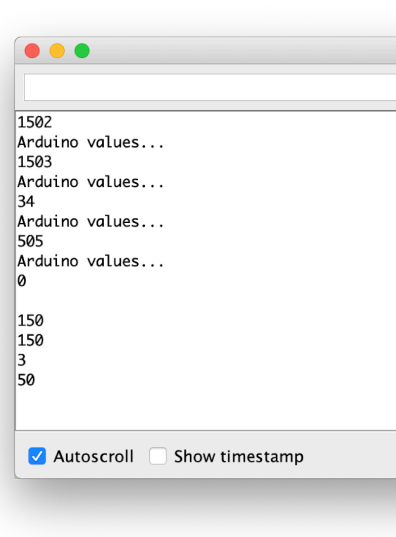 1502
Arduino values...
1503
Arduino values...
34
Arduino values...
505
Arduino values...
0
150
150
3
50
Autoscroll Show timestamp